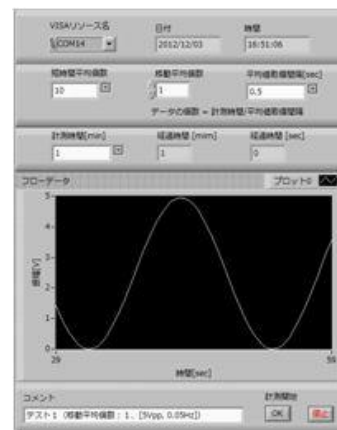 VISAリソース名 日付 時間
COM14 2012/12/03 16:51:06
短時間平均個数 移動平均個数 平均値取得間隔[sec]
10 1 0.5
データの個数 = 計測時間/平均値取得間隔
計測時間[min] 経過時間 [mim] 経過時間 [sec]
1 1 0
フローデータ プロット0
5
4
3
2
1
0
振幅[V]
29 59
時間[sec]
コメント 計測開始
テスト1 (移動平均個数：1、[5Vpp, 0.05Hz]) OK 停止